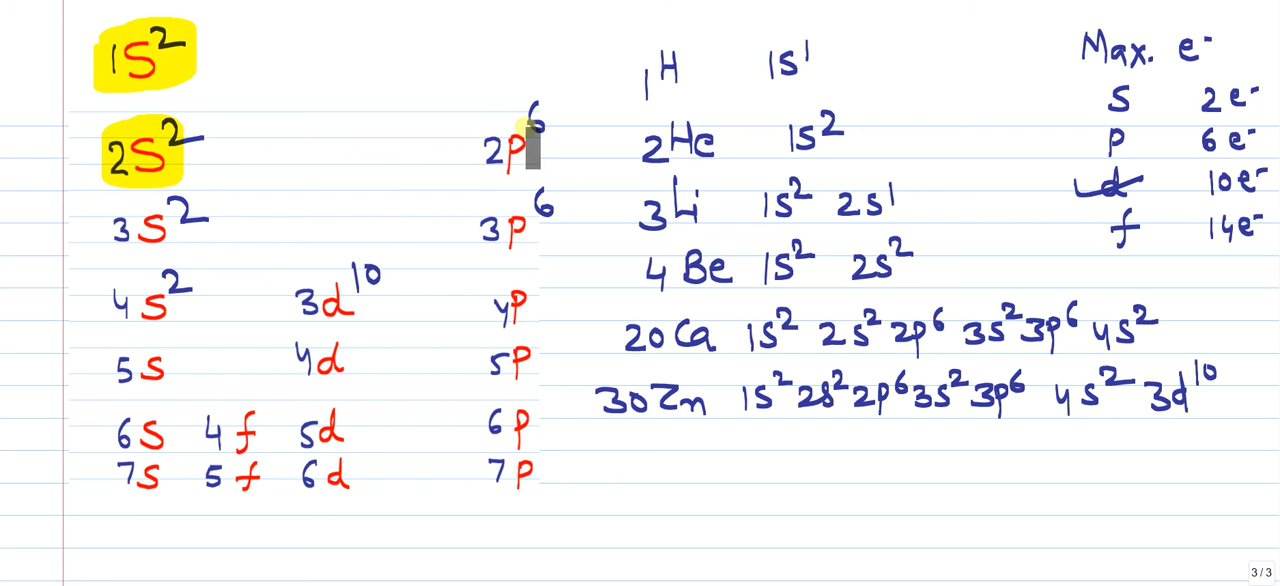 1S²
2S² 2p⁶
3S² 3p⁶
4S² 3d¹⁰ 4p
5S 4d 5p
6S 4f 5d 6p
7S 5f 6d 7p
1H 1S¹
2He 1S²
3Li 1S² 2S¹
4Be 1S² 2S²
20Ca 1S² 2S² 2p⁶ 3S² 3p⁶ 4S²
30Zn 1S² 2S² 2p⁶ 3S² 3p⁶ 4S² 3d¹⁰
Max. e⁻
S 2e⁻
p 6e⁻
d 10e⁻
f 14e⁻
3 / 3